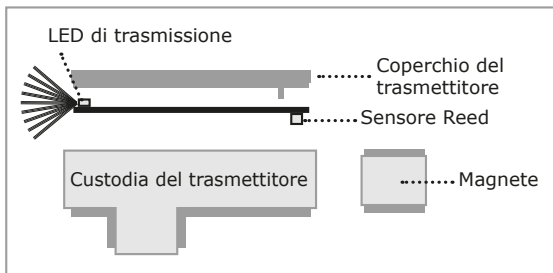 LED di trasmissione
Coperchio del
trasmettitore
Sensore Reed
Custodia del trasmettitore
Magnete